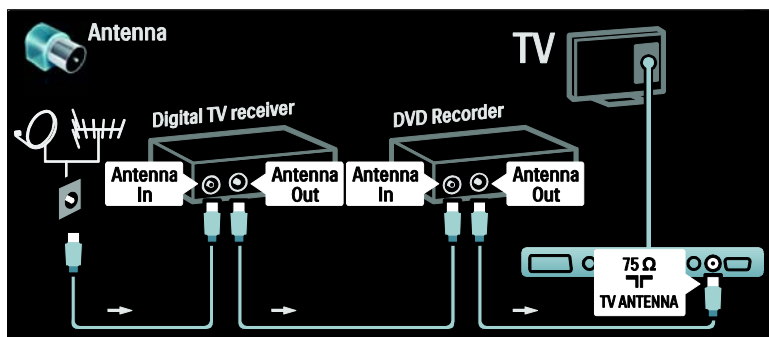 Antenna
TV
Digital TV receiver
DVD Recorder
Antenna
In
Antenna
Out
Antenna
In
Antenna
Out
75 Ω
TV ANTENNA